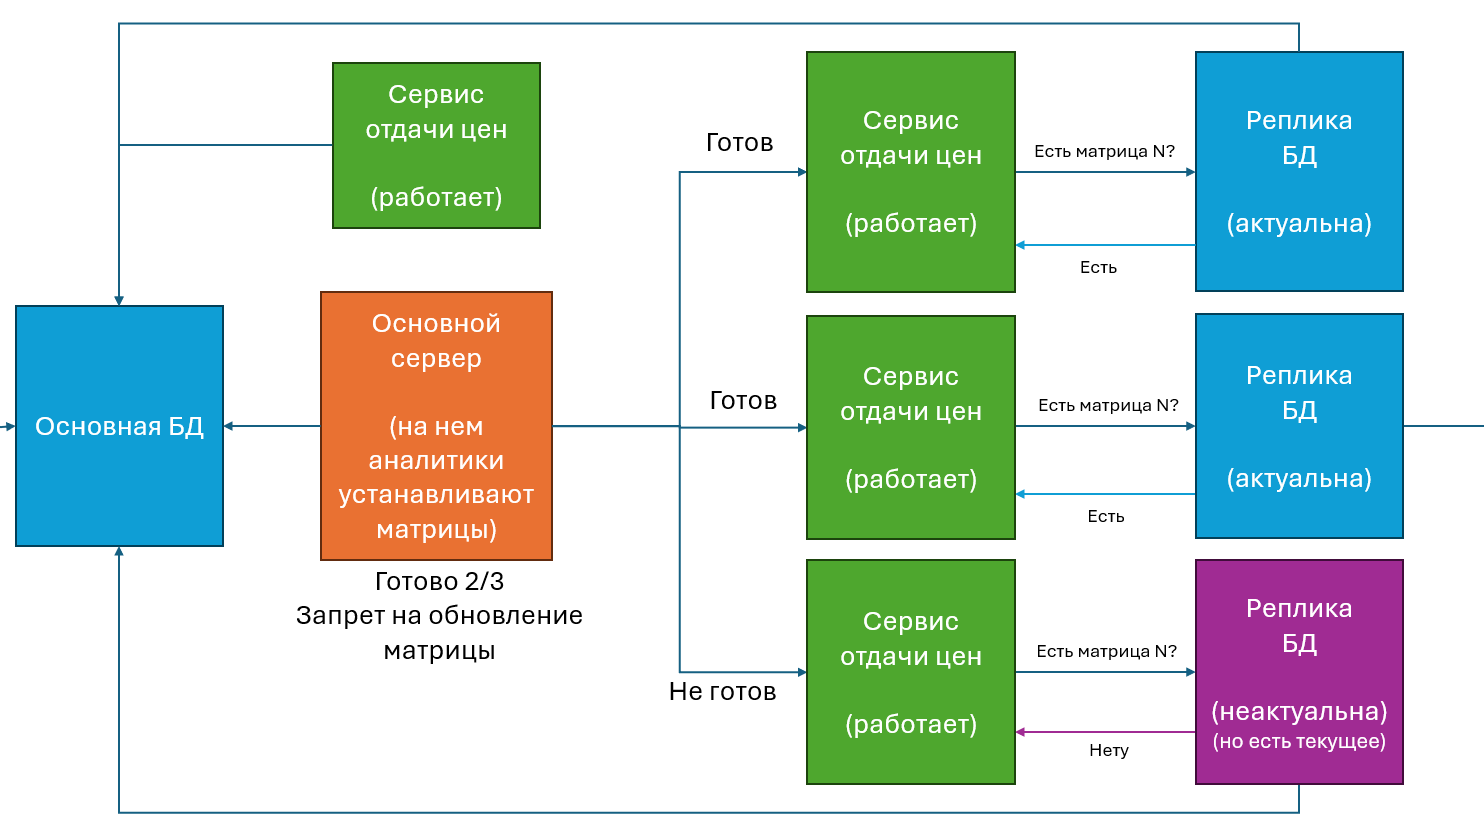 Сервис
отдачи цен
(работает)
Основная БД
Основной
сервер
(на нем
аналитики
устанавливают
матрицы)
Готово 2/3
Запрет на обновление
матрицы
Готов
Сервис
отдачи цен
(работает)
Есть матрица N?
Есть
Реплика
БД
(актуальна)
Готов
Сервис
отдачи цен
(работает)
Есть матрица N?
Есть
Реплика
БД
(актуальна)
Не готов
Сервис
отдачи цен
(работает)
Есть матрица N?
Нету
Реплика
БД
(неактуальна)
(но есть текущее)